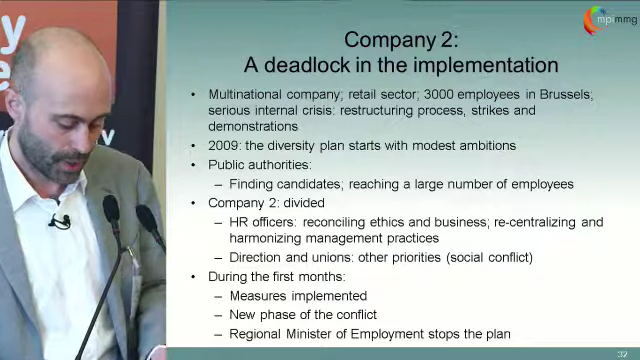 mpimmg
Company 2:
A deadlock in the implementation
• Multinational company; retail sector; 3000 employees in Brussels;
serious internal crisis: restructuring process, strikes and
demonstrations
• 2009: the diversity plan starts with modest ambitions
• Public authorities:
– Finding candidates; reaching a large number of employees
• Company 2: divided
– HR officers: reconciling ethics and business; re-centralizing and
harmonizing management practices
– Direction and unions: other priorities (social conflict)
• During the first months:
– Measures implemented
– New phase of the conflict
– Regional Minister of Employment stops the plan
32